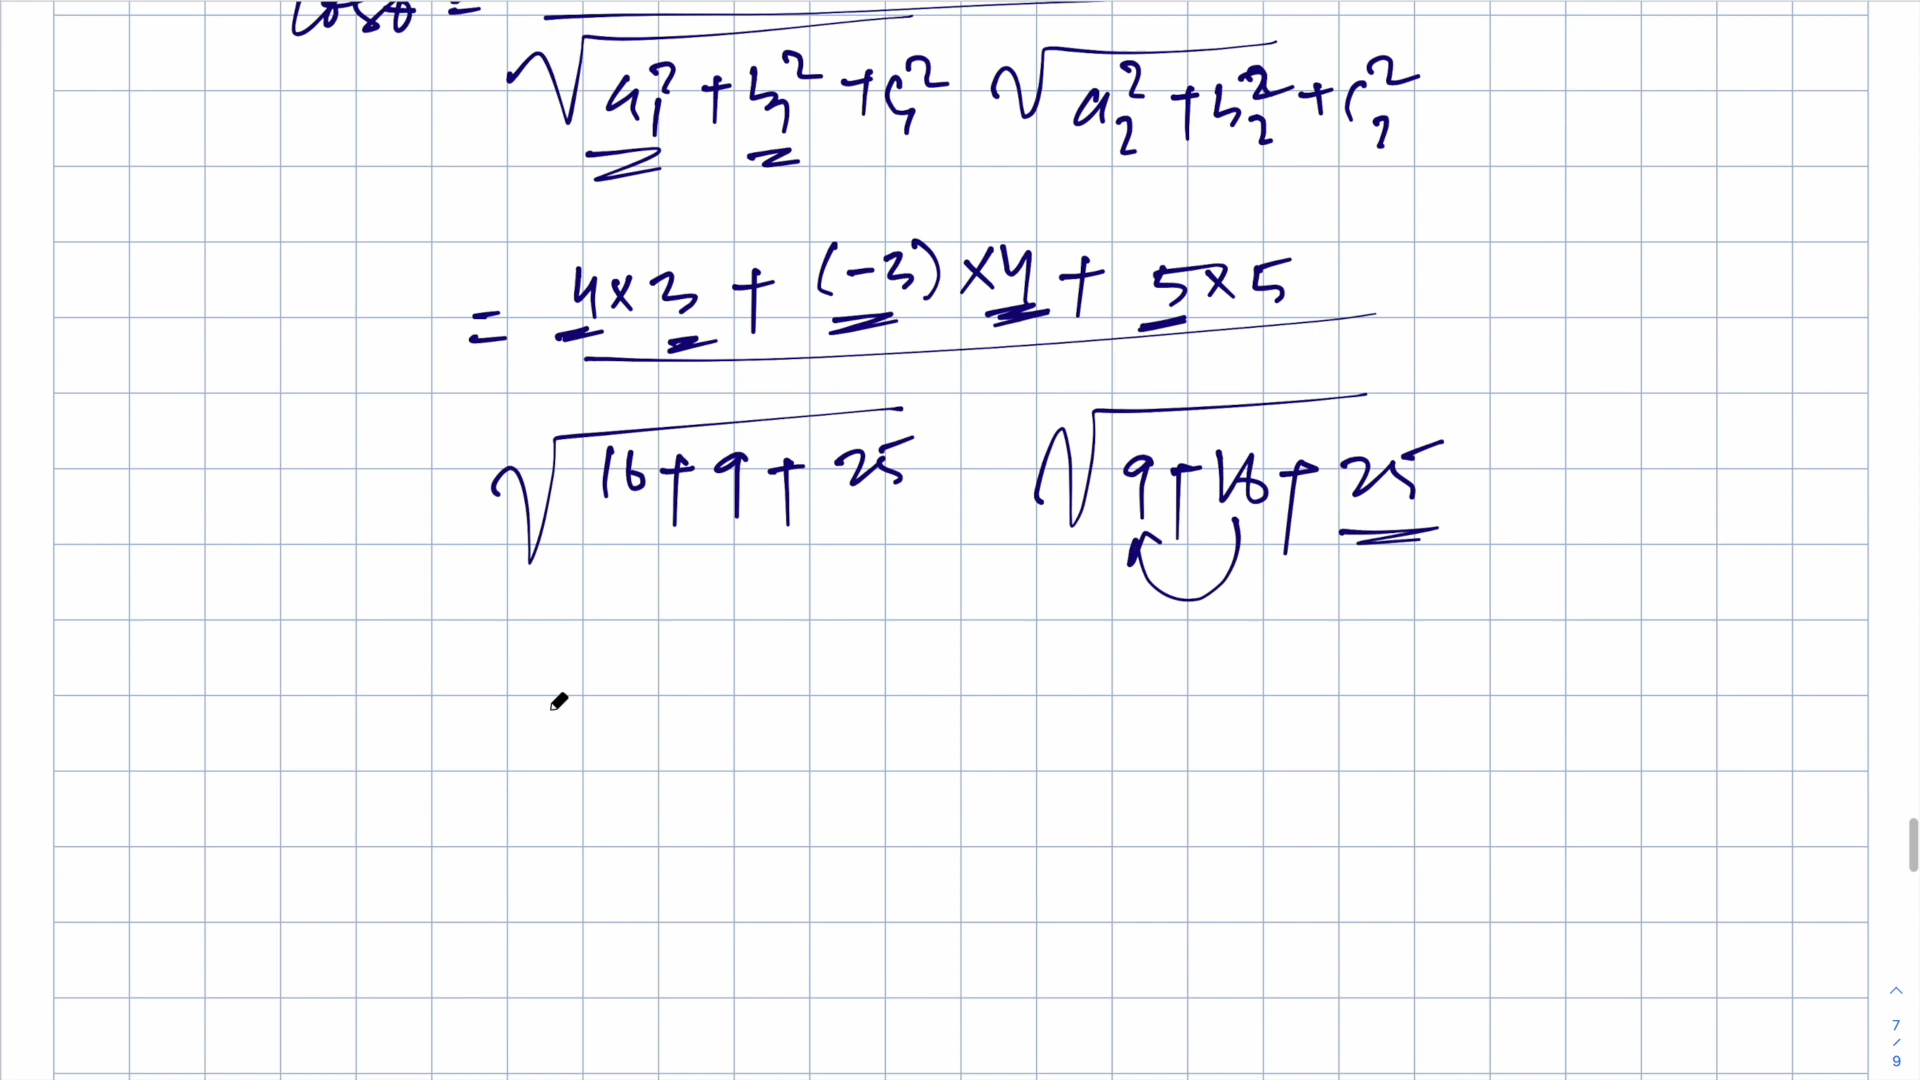 cosθ =
√a₁² + b₁² + c₁² √a₂² + b₂² + c₂²
= 4 × 3 + (-3) × 4 + 5 × 5
√16 + 9 + 25 √9 + 16 + 25
7
/
9